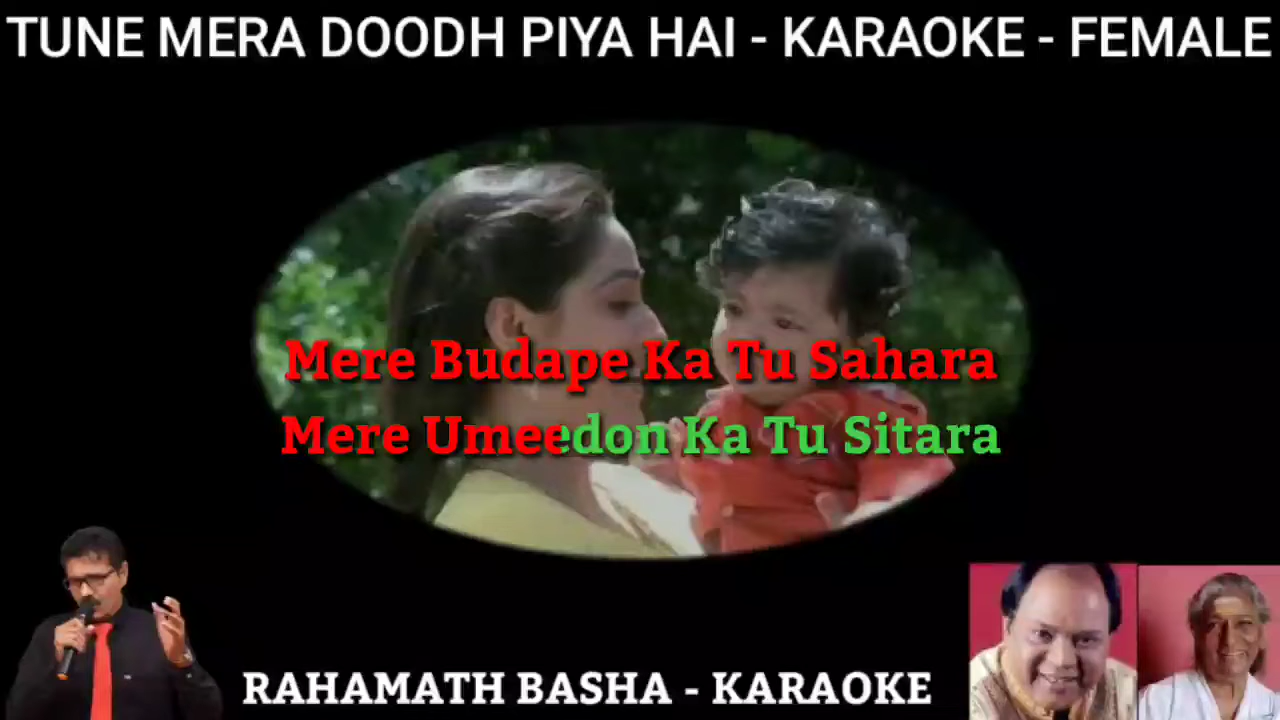 TUNE MERA DOODH PIYA HAI - KARAOKE - FEMALE
Mere Budape Ka Tu Sahara
Mere Umeedon Ka Tu Sitara
RAHAMATH BASHA - KARAOKE